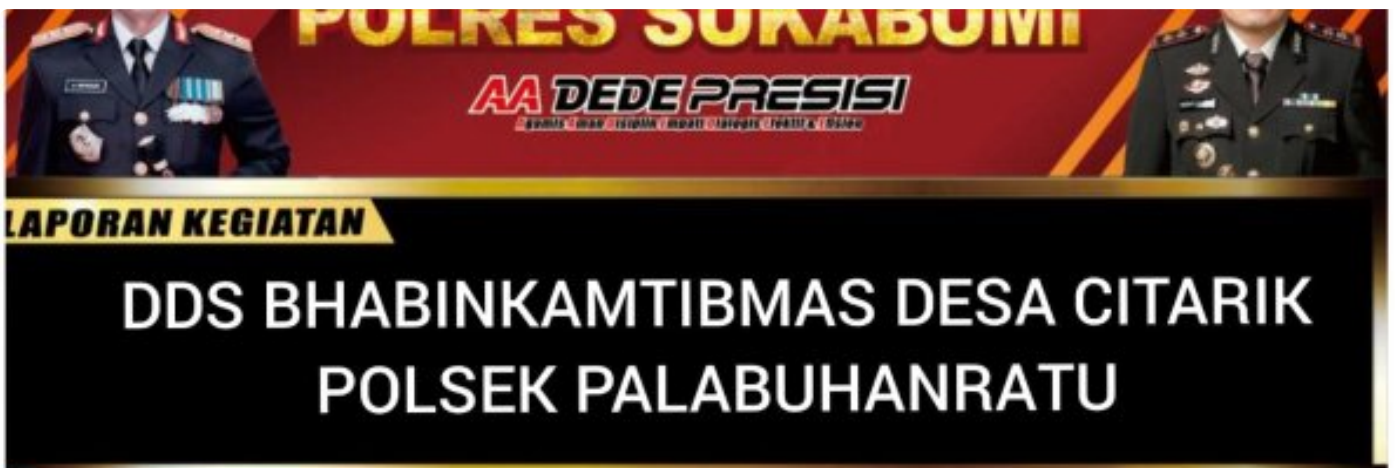 POLRES SUKABUMI
AA DEDE PRESISI
LAPORAN KEGIATAN
DDS BHABINKAMTIBMAS DESA CITARIK
POLSEK PALABUHANRATU